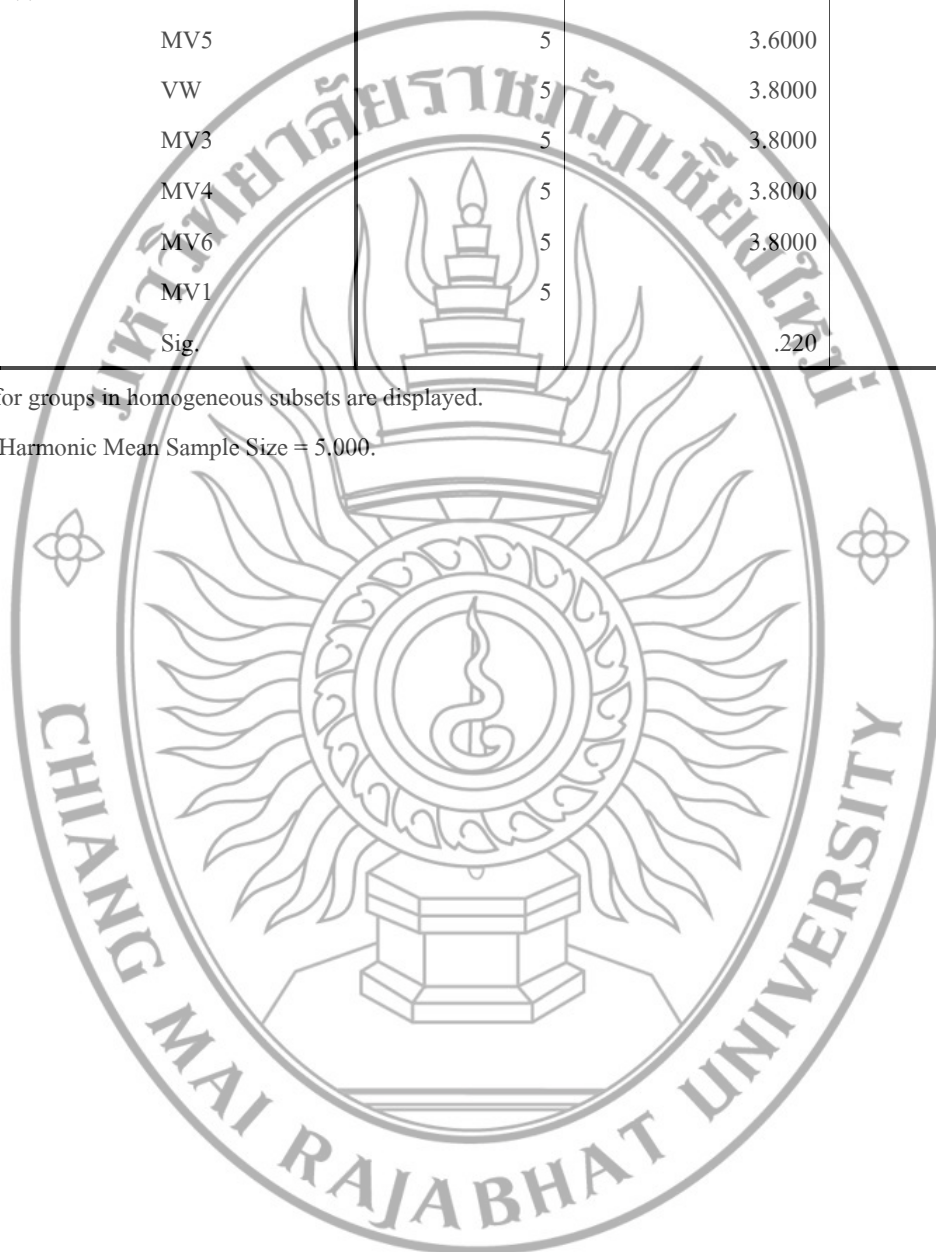 MV5 5 3.6000
VW 5 3.8000
MV3 5 3.8000
MV4 5 3.8000
MV6 5 3.8000
MV1 5
Sig. .220
for groups in homogeneous subsets are displayed.
Harmonic Mean Sample Size = 5.000.
มหาวิทยาลัยราชภัฏเชียงใหม่
CHIANG MAI RAJABHAT UNIVERSITY